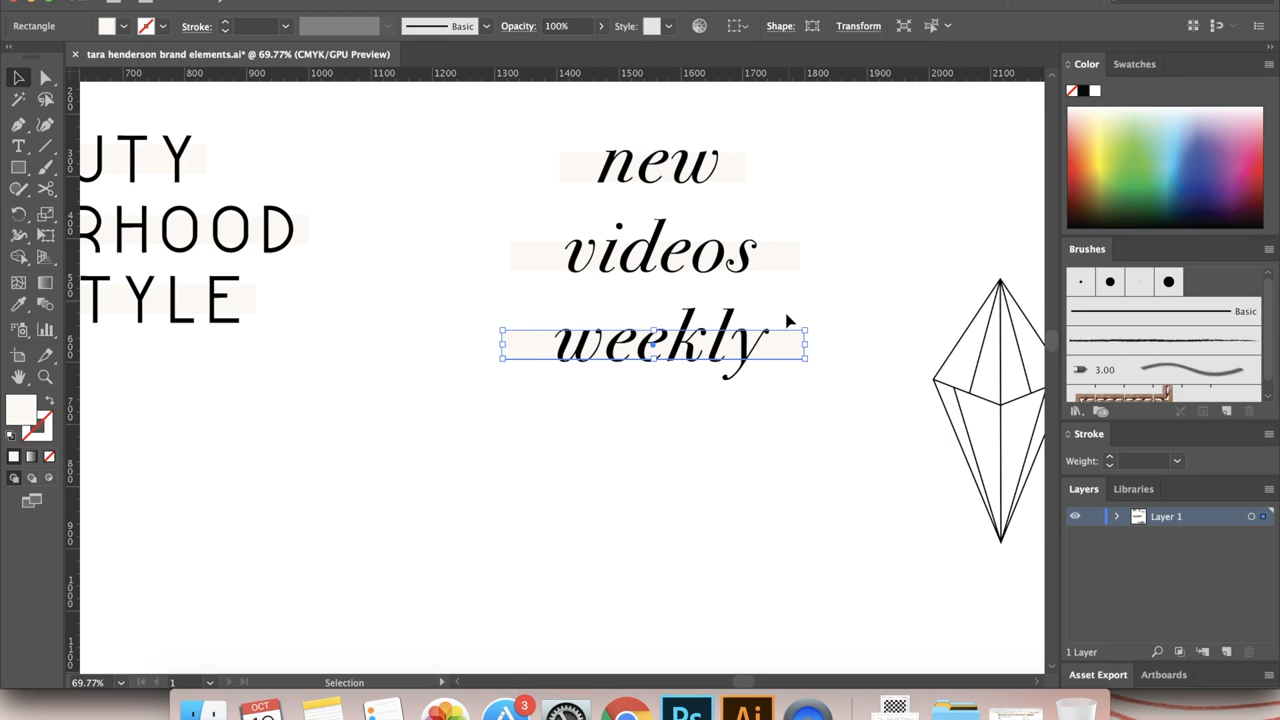 Rectangle
Stroke:
Basic
Opacity:
100%
Style:
Shape:
Transform
tara henderson brand elements.ai* @ 69.77% (CMYK/GPU Preview)
700 800 900 1000 1100 1200 1300 1400 1500 1600 1700 1800 1900 2000 2100
Color
Swatches
UTY
RHOOD
TYLE
new
videos
weekly
Brushes
Basic
3.00
Stroke
Weight:
Layers
Libraries
Layer 1
1 Layer
Asset Export
Artboards
69.77%
1
Selection
OCT
3
Ps
Ai